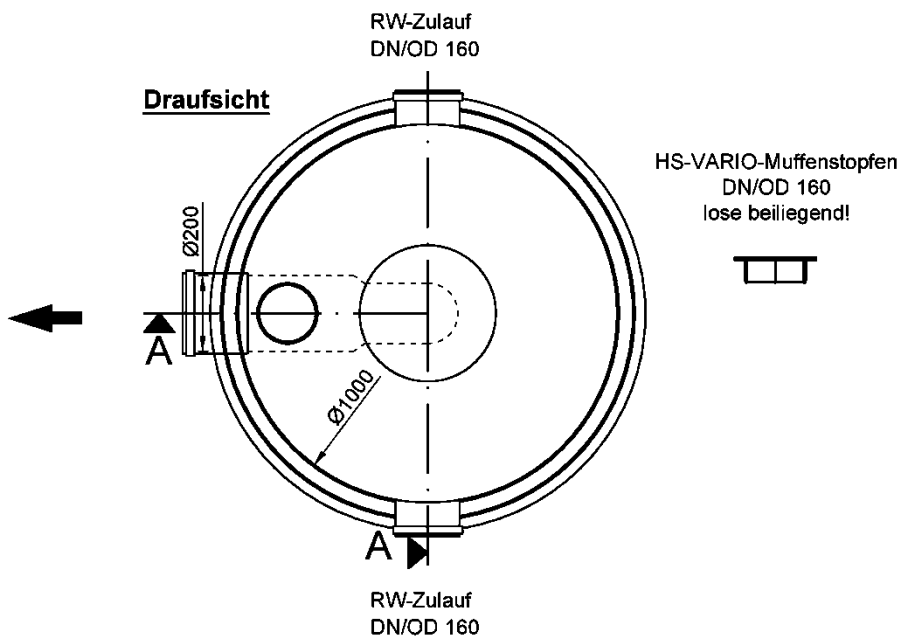 RW-Zulauf
DN/OD 160
Draufsicht
HS-VARIO-Muffenstopfen
DN/OD 160
lose beiliegend!
Ø200
A
Ø1000
A
RW-Zulauf
DN/OD 160